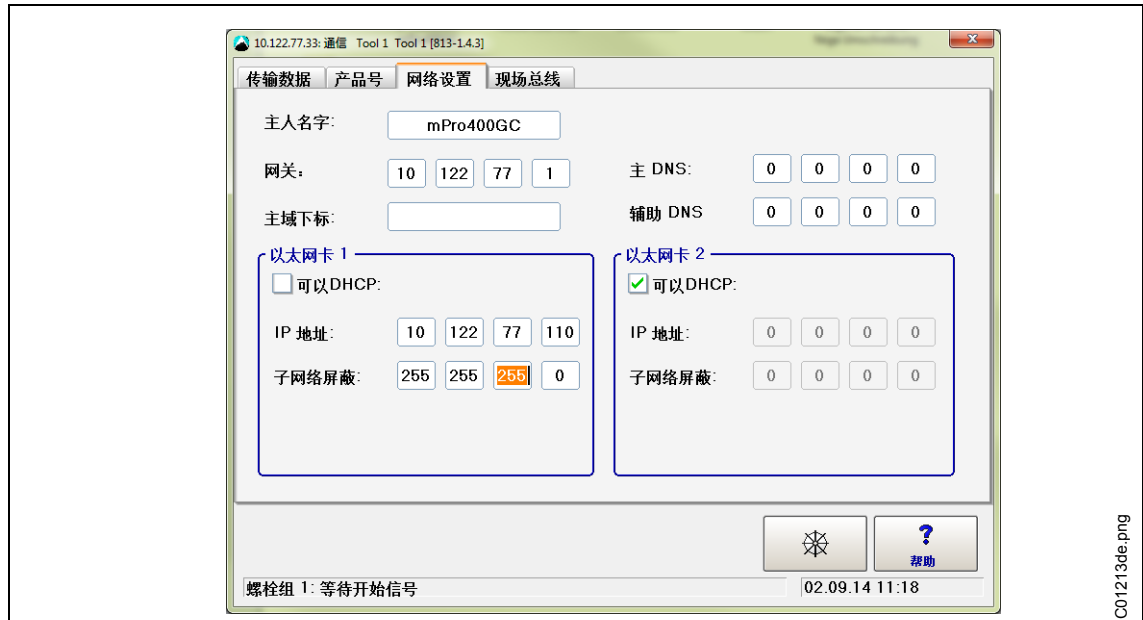 10.122.77.33: 通信 Tool 1 Tool 1 [813-1.4.3]
传输数据 产品号 网络设置 现场总线
主人名字: mPro400GC
网关: 10 122 77 1 主 DNS: 0 0 0 0
主域下标: 辅助 DNS 0 0 0 0
以太网卡 1 以太网卡 2
可以DHCP: 可以DHCP:
IP 地址: 10 122 77 110 IP 地址: 0 0 0 0
子网络屏蔽: 255 255 255 0 子网络屏蔽: 0 0 0 0
?
帮助
螺栓组 1: 等待开始信号 02.09.14 11:18
C01213de.png